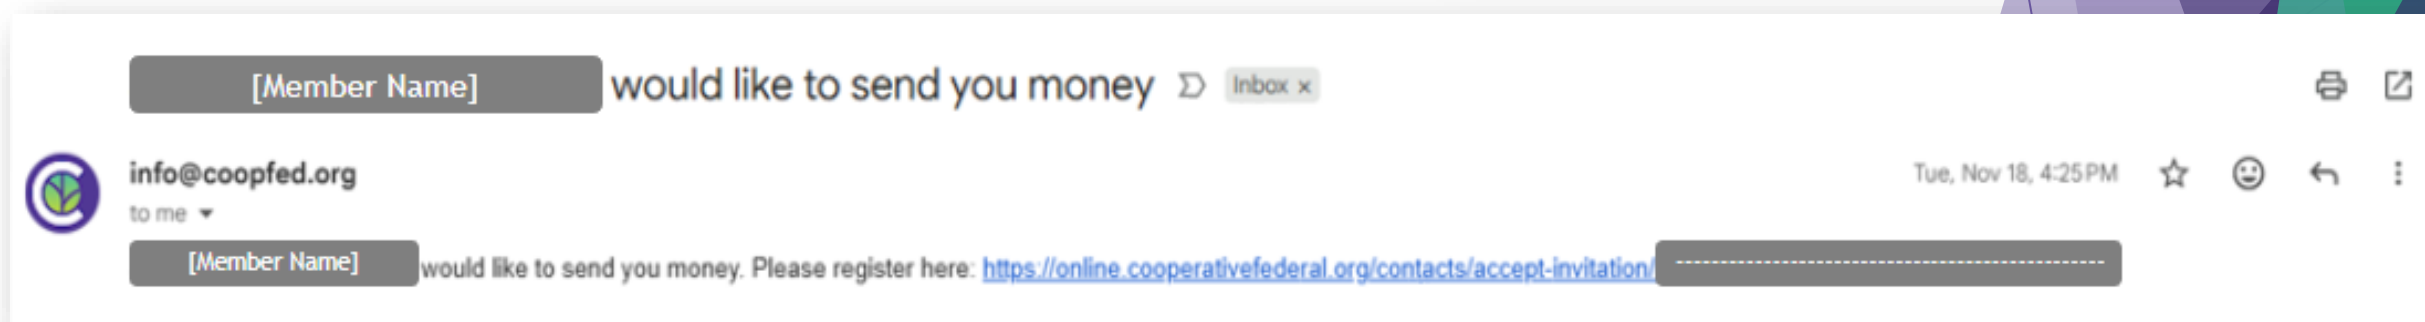 [Member Name] would like to send you money Inbox x
info@coopfed.org Tue, Nov 18, 4:25 PM
to me
[Member Name] would like to send you money. Please register here: https://online.cooperativefederal.org/contacts/accept-invitation/ -----------------------------------------------